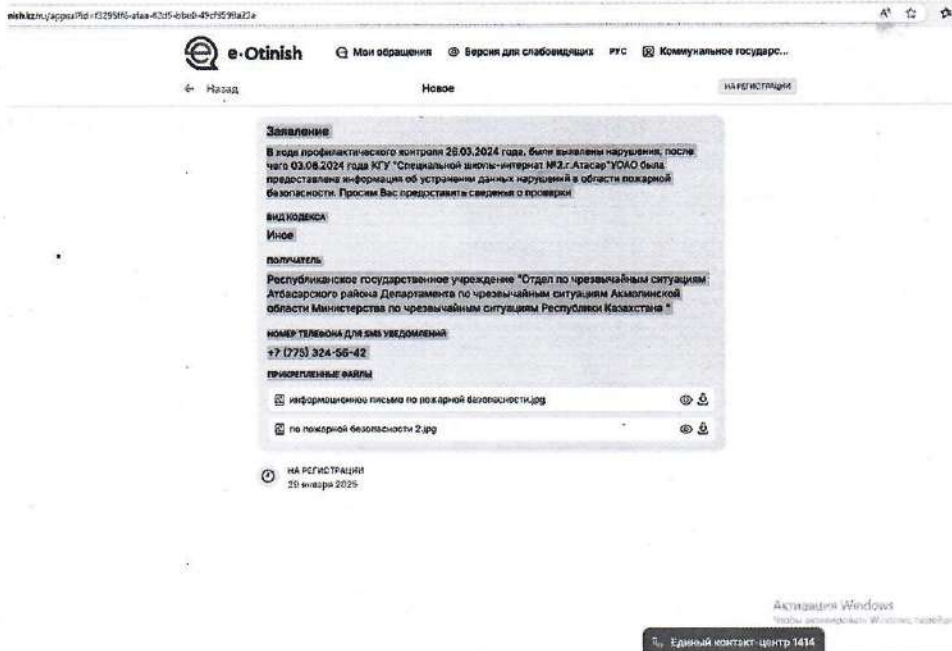 e-Otinish
Мои обращения
Версия для слабовидящих
РУС
Коммунальное государс...
← Назад
Новое
НА РЕГИСТРАЦИИ
Заявление
В ходе профилактического контроля 26.03.2024 года, были выявлены нарушения, после
чего 03.06.2024 года КГУ "Специальной школы-интернат №2.г.Атасар"УОАО была
предоставлена информация об устранении данных нарушений в области пожарной
безопасности. Просим Вас предоставить сведения о проверки
ВИД КОДЕКСА
Иное
ПОЛУЧАТЕЛЬ
Республиканское государственное учреждение "Отдел по чрезвычайным ситуациям
Атбасарского района Департамента по чрезвычайным ситуациям Акмолинской
области Министерства по чрезвычайным ситуациям Республики Казахстана "
НОМЕР ТЕЛЕФОНА ДЛЯ SMS УВЕДОМЛЕНИЙ
+7 (775) 324-56-42
ПРИКРЕПЛЕННЫЕ ФАЙЛЫ
информационное письмо по пожарной безопасности.jpg
по пожарной безопасности 2.jpg
НА РЕГИСТРАЦИИ
29 января 2025
Активация Windows
Чтобы активировать Windows,
Единый контакт-центр 1414